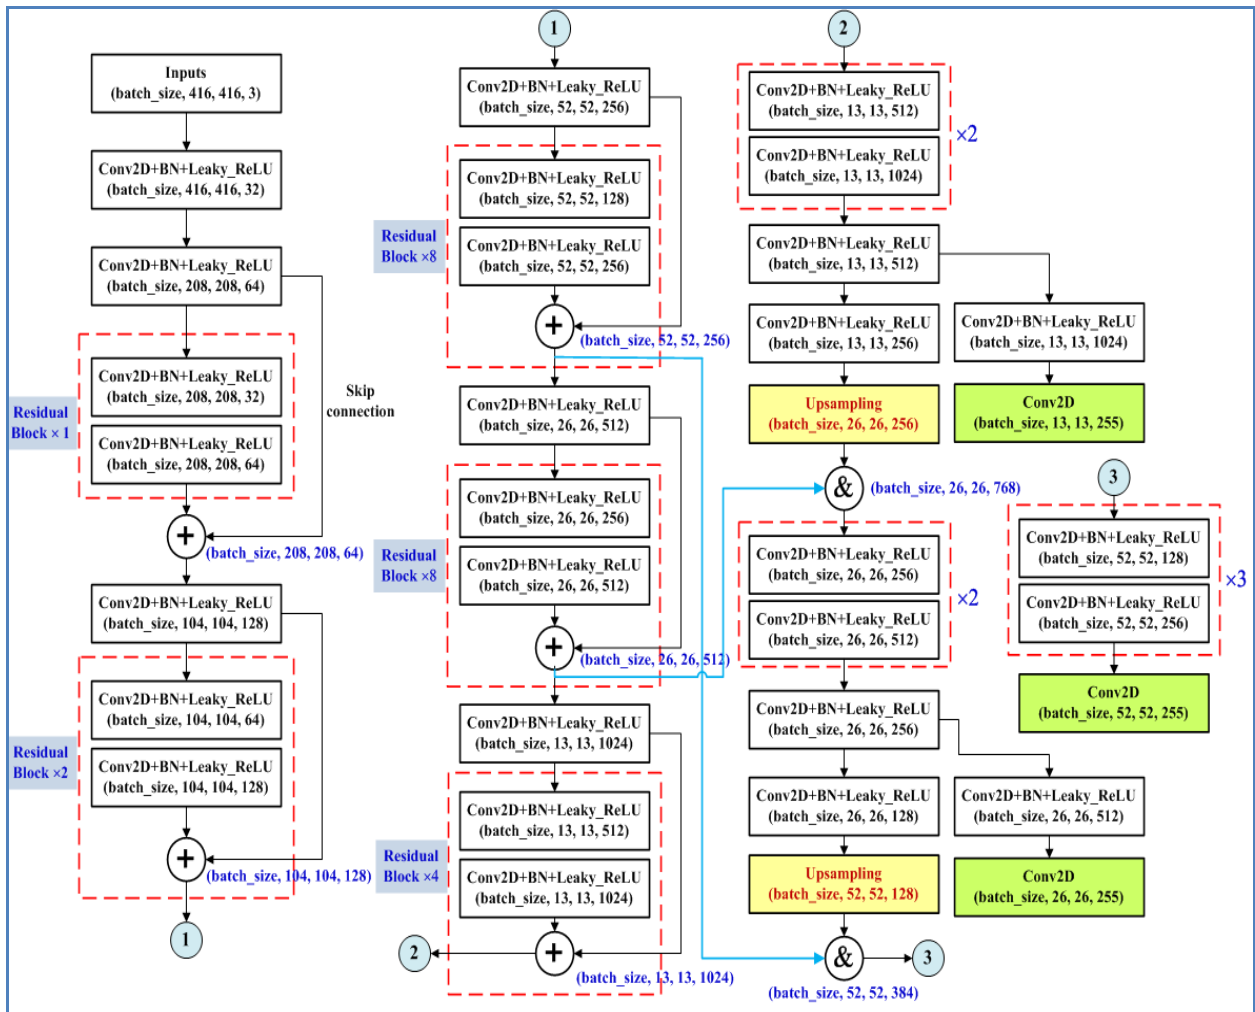 Inputs
(batch_size, 416, 416, 3)
Conv2D+BN+Leaky_ReLU
(batch_size, 416, 416, 32)
Conv2D+BN+Leaky_ReLU
(batch_size, 208, 208, 64)
Residual
Block × 1
Conv2D+BN+Leaky_ReLU
(batch_size, 208, 208, 32)
Conv2D+BN+Leaky_ReLU
(batch_size, 208, 208, 64)
Skip
connection
+
(batch_size, 208, 208, 64)
Conv2D+BN+Leaky_ReLU
(batch_size, 104, 104, 128)
Residual
Block ×2
Conv2D+BN+Leaky_ReLU
(batch_size, 104, 104, 64)
Conv2D+BN+Leaky_ReLU
(batch_size, 104, 104, 128)
+
(batch_size, 104, 104, 128)
1
1
Conv2D+BN+Leaky_ReLU
(batch_size, 52, 52, 256)
Residual
Block ×8
Conv2D+BN+Leaky_ReLU
(batch_size, 52, 52, 128)
Conv2D+BN+Leaky_ReLU
(batch_size, 52, 52, 256)
+
(batch_size, 52, 52, 256)
Conv2D+BN+Leaky_ReLU
(batch_size, 26, 26, 512)
Residual
Block ×8
Conv2D+BN+Leaky_ReLU
(batch_size, 26, 26, 256)
Conv2D+BN+Leaky_ReLU
(batch_size, 26, 26, 512)
+
(batch_size, 26, 26, 512)
Conv2D+BN+Leaky_ReLU
(batch_size, 13, 13, 1024)
Residual
Block ×4
Conv2D+BN+Leaky_ReLU
(batch_size, 13, 13, 512)
Conv2D+BN+Leaky_ReLU
(batch_size, 13, 13, 1024)
+
(batch_size, 13, 13, 1024)
2
2
Conv2D+BN+Leaky_ReLU
(batch_size, 13, 13, 512)
Conv2D+BN+Leaky_ReLU
(batch_size, 13, 13, 1024)
×2
Conv2D+BN+Leaky_ReLU
(batch_size, 13, 13, 512)
Conv2D+BN+Leaky_ReLU
(batch_size, 13, 13, 256)
Conv2D+BN+Leaky_ReLU
(batch_size, 13, 13, 1024)
Upsampling
(batch_size, 26, 26, 256)
Conv2D
(batch_size, 13, 13, 255)
&
(batch_size, 26, 26, 768)
Conv2D+BN+Leaky_ReLU
(batch_size, 26, 26, 256)
Conv2D+BN+Leaky_ReLU
(batch_size, 26, 26, 512)
×2
Conv2D+BN+Leaky_ReLU
(batch_size, 26, 26, 256)
Conv2D+BN+Leaky_ReLU
(batch_size, 26, 26, 128)
Conv2D+BN+Leaky_ReLU
(batch_size, 26, 26, 512)
Upsampling
(batch_size, 52, 52, 128)
Conv2D
(batch_size, 26, 26, 255)
&
3
(batch_size, 52, 52, 384)
3
Conv2D+BN+Leaky_ReLU
(batch_size, 52, 52, 128)
Conv2D+BN+Leaky_ReLU
(batch_size, 52, 52, 256)
×3
Conv2D
(batch_size, 52, 52, 255)